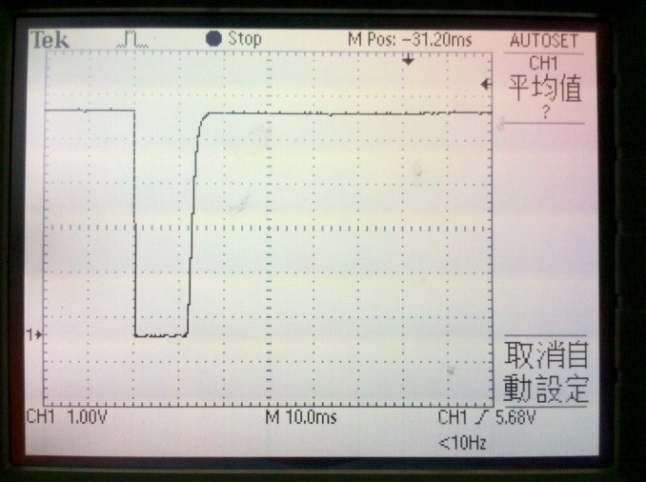 Tek Stop M Pos: -31.20ms AUTOSET
CH1
平均值
?
1
取消自
動設定
CH1 1.00V M 10.0ms CH1 5.68V
<10Hz